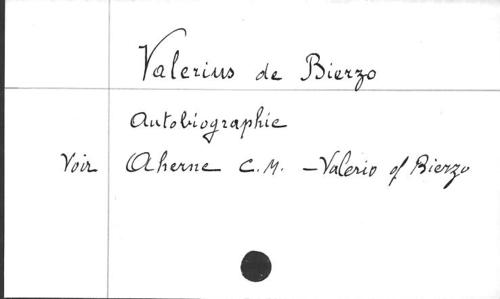 Valerius de Bierzo
Autobiographie
Voir Aherne C.M. - Valerio of Bierzo